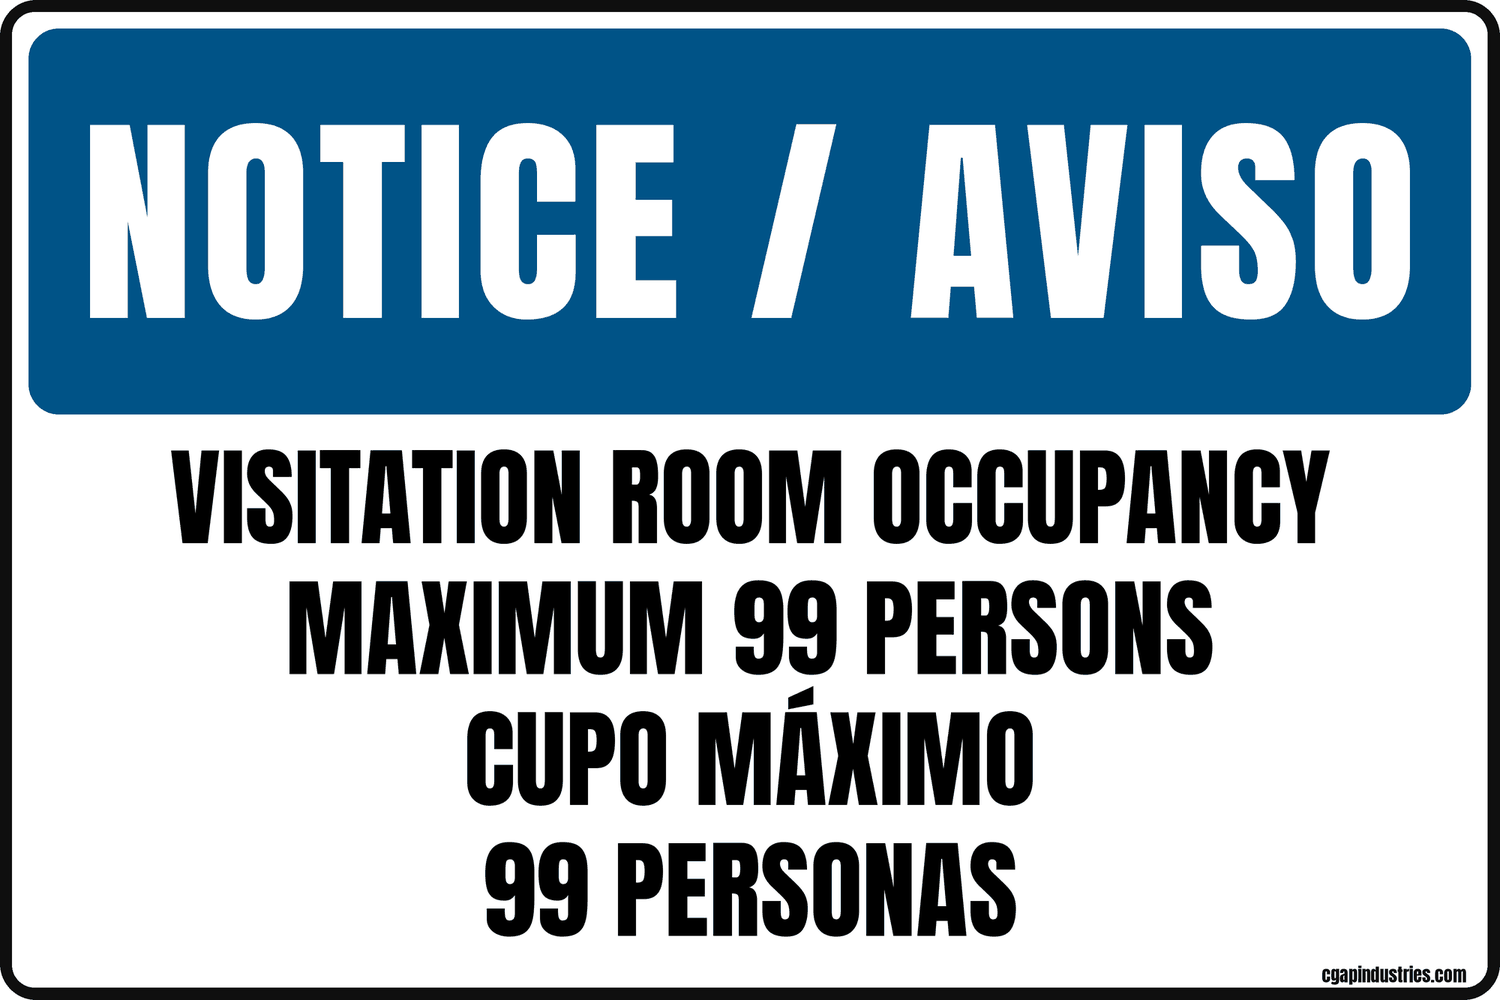 NOTICE / AVISO
VISITATION ROOM OCCUPANCY
MAXIMUM 99 PERSONS
CUPO MÁXIMO
99 PERSONAS
cgapindustries.com